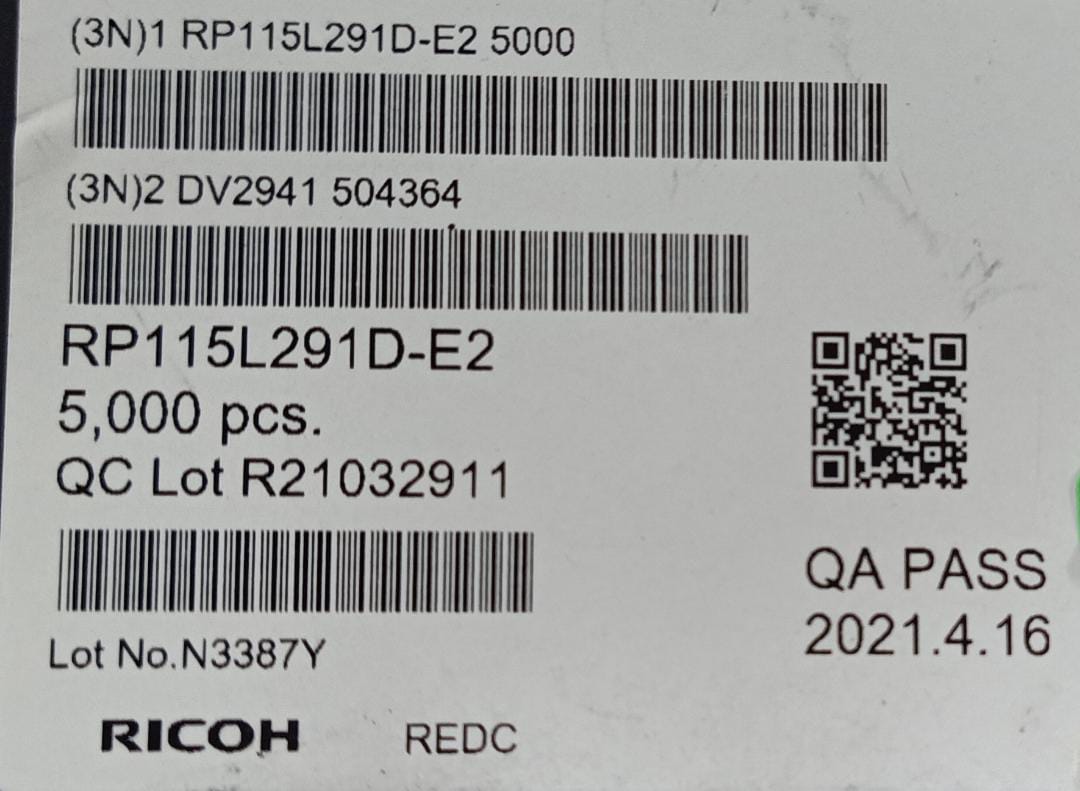 (3N)1 RP115L291D-E2 5000
(3N)2 DV2941 504364
RP115L291D-E2
5,000 pcs.
QC Lot R21032911
QA PASS
2021.4.16
Lot No.N3387Y
RICOH REDC